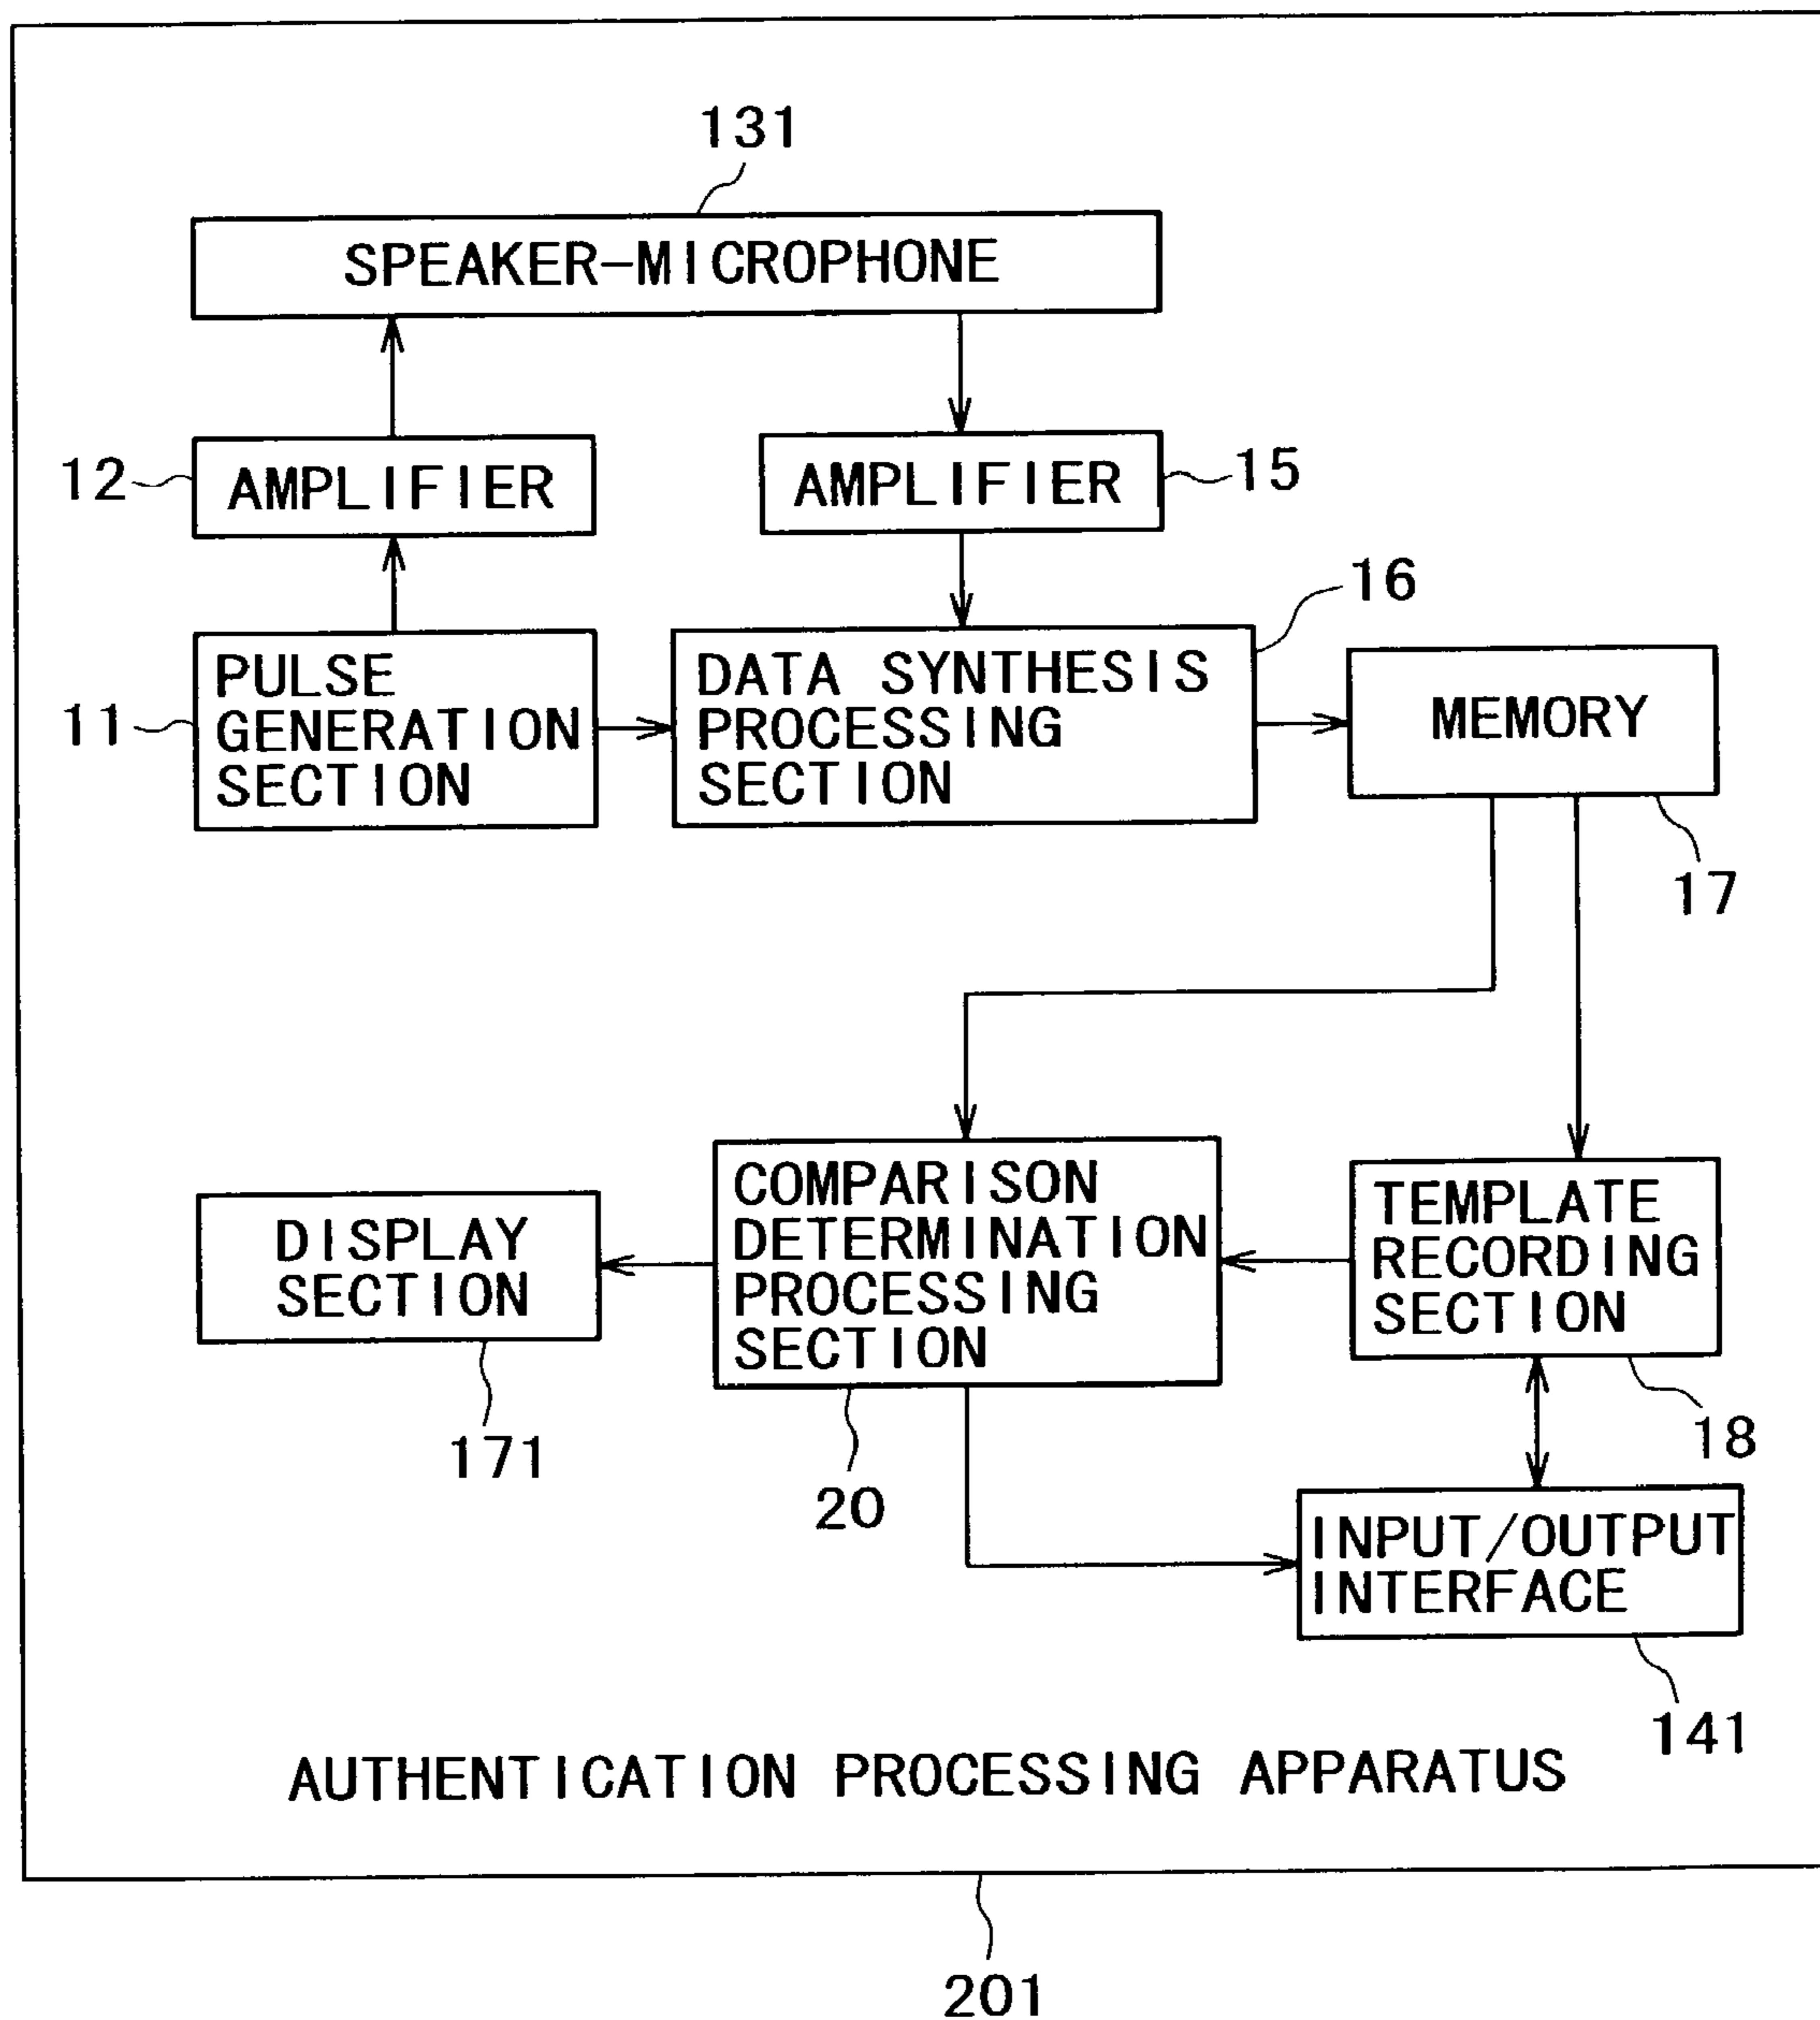 131
SPEAKER-MICROPHONE
12
AMPLIFIER
AMPLIFIER
15
16
11
PULSE
GENERATION
SECTION
DATA SYNTHESIS
PROCESSING
SECTION
MEMORY
17
DISPLAY
SECTION
171
COMPARISON
DETERMINATION
PROCESSING
SECTION
20
TEMPLATE
RECORDING
SECTION
18
INPUT/OUTPUT
INTERFACE
141
AUTHENTICATION PROCESSING APPARATUS
201